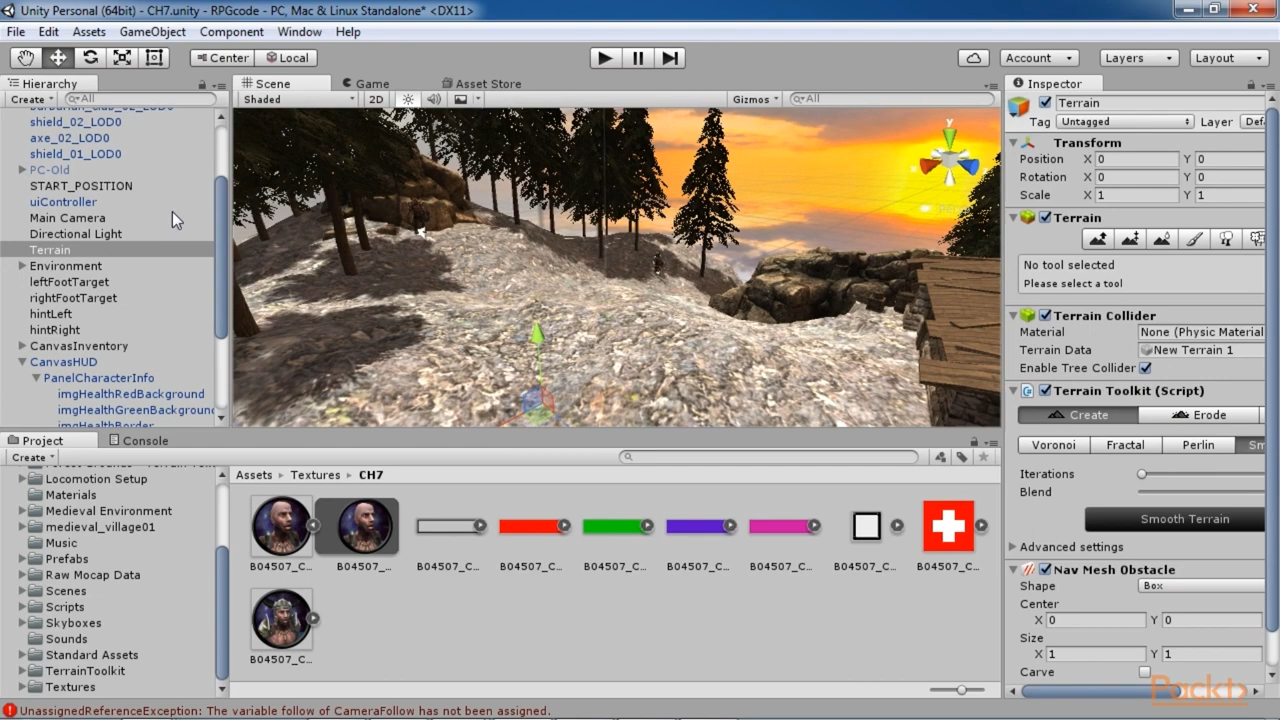 Unity Personal (64bit) - CH7.unity - RPGcode - PC, Mac & Linux Standalone* <DX11>
File Edit Assets GameObject Component Window Help
Center Local Account Layers Layout
Hierarchy
Create All
shield_02_LOD0
axe_02_LOD0
shield_01_LOD0
PC-Old
START_POSITION
uiController
Main Camera
Directional Light
Terrain
Environment
leftFootTarget
rightFootTarget
hintLeft
hintRight
CanvasInventory
CanvasHUD
PanelCharacterInfo
imgHealthRedBackground
imgHealthGreenBackground
imgHealthBorder
Scene Game Asset Store
Shaded 2D Gizmos All
y
Inspector
Terrain
Tag Untagged Layer Def
Transform
Position X 0 Y 0
Rotation X 0 Y 0
Scale X 1 Y 1
Terrain
No tool selected
Please select a tool
Terrain Collider
Material None (Physic Material
Terrain Data New Terrain 1
Enable Tree Collider
Terrain Toolkit (Script)
Create Erode
Voronoi Fractal Perlin Sm
Iterations
Blend
Smooth Terrain
Advanced settings
Nav Mesh Obstacle
Shape Box
Center
X 0 Y 0
Size
X 1 Y 1
Carve
Project Console
Create
Locomotion Setup
Materials
Medieval Environment
medieval_village01
Music
Prefabs
Raw Mocap Data
Scenes
Scripts
Skyboxes
Sounds
Standard Assets
TerrainToolkit
Textures
Assets Textures CH7
B04507_C... B04507_... B04507_C... B04507_C... B04507_C... B04507_C... B04507_C... B04507_C... B04507_C...
B04507_C...
UnassignedReferenceException: The variable follow of CameraFollow has not been assigned.
Packt